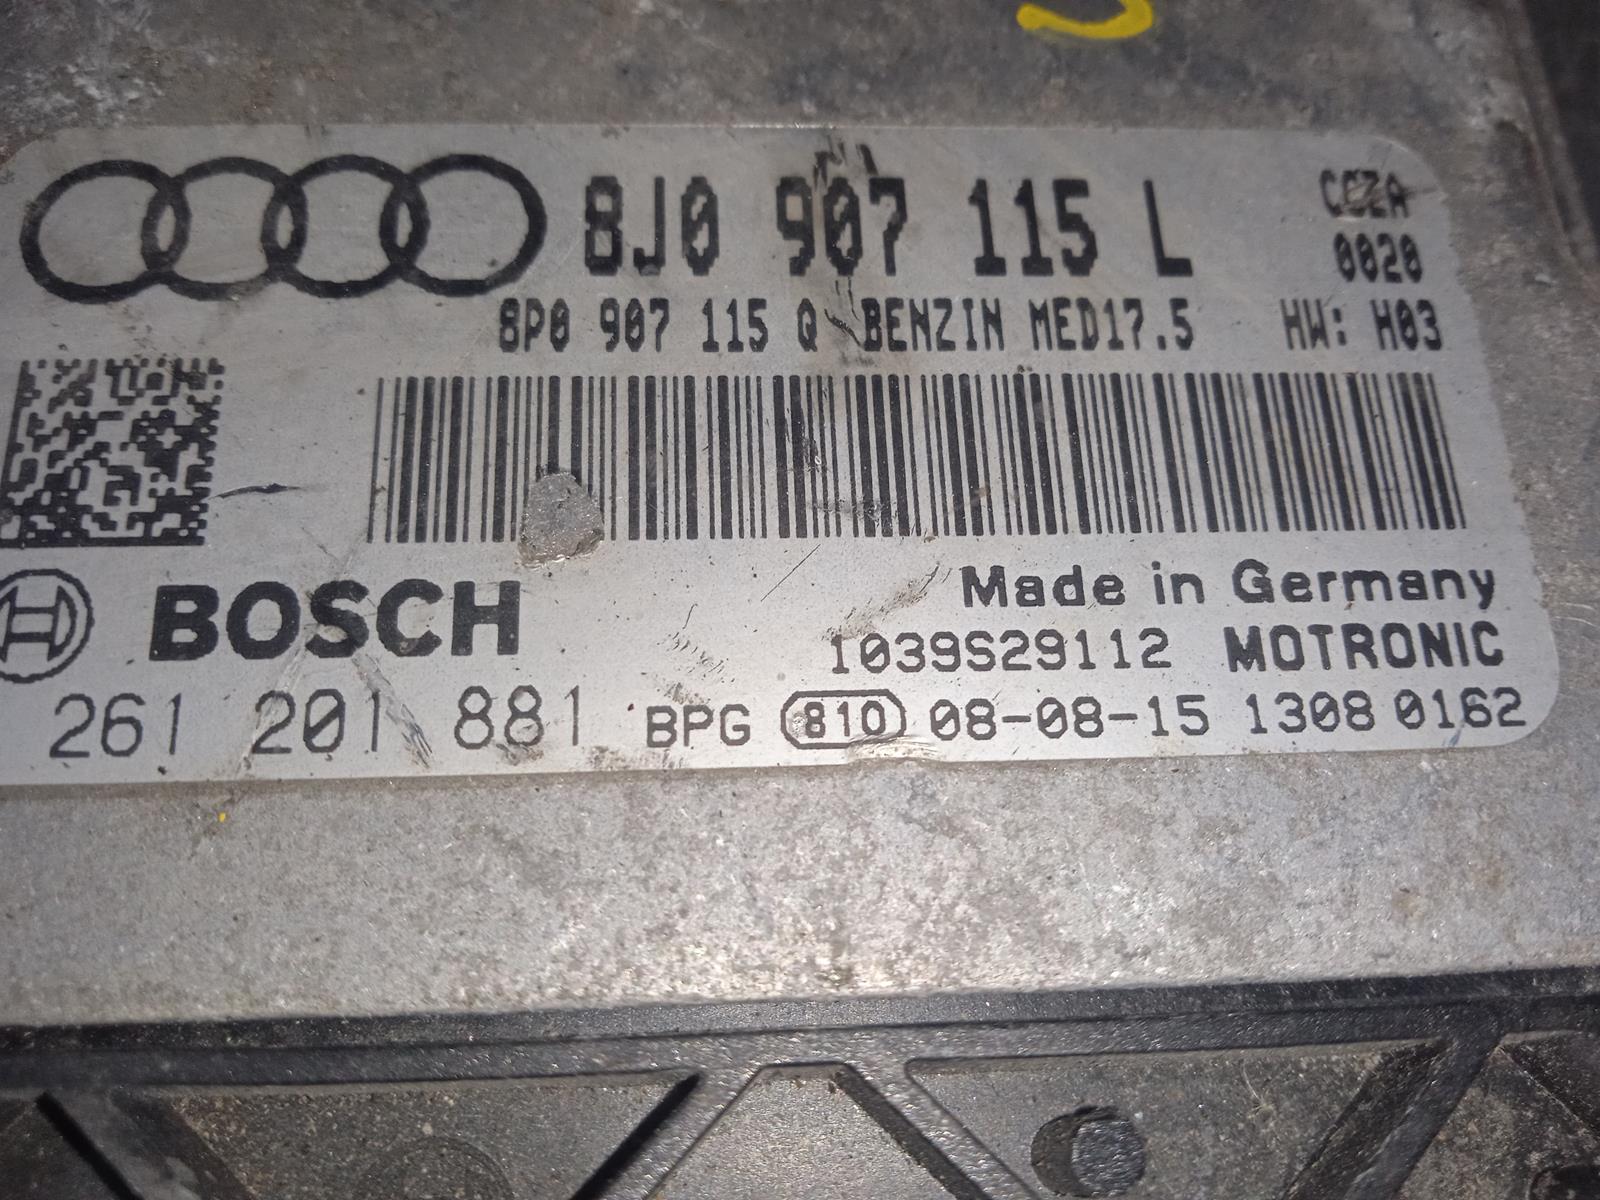 8J0 907 115 L
CCZA
0020
8P0 907 115 Q BENZIN MED17.5 HW: H03
BOSCH
Made in Germany
1039S29112 MOTRONIC
261 201 881 BPG 810 08-08-15 1308 0162